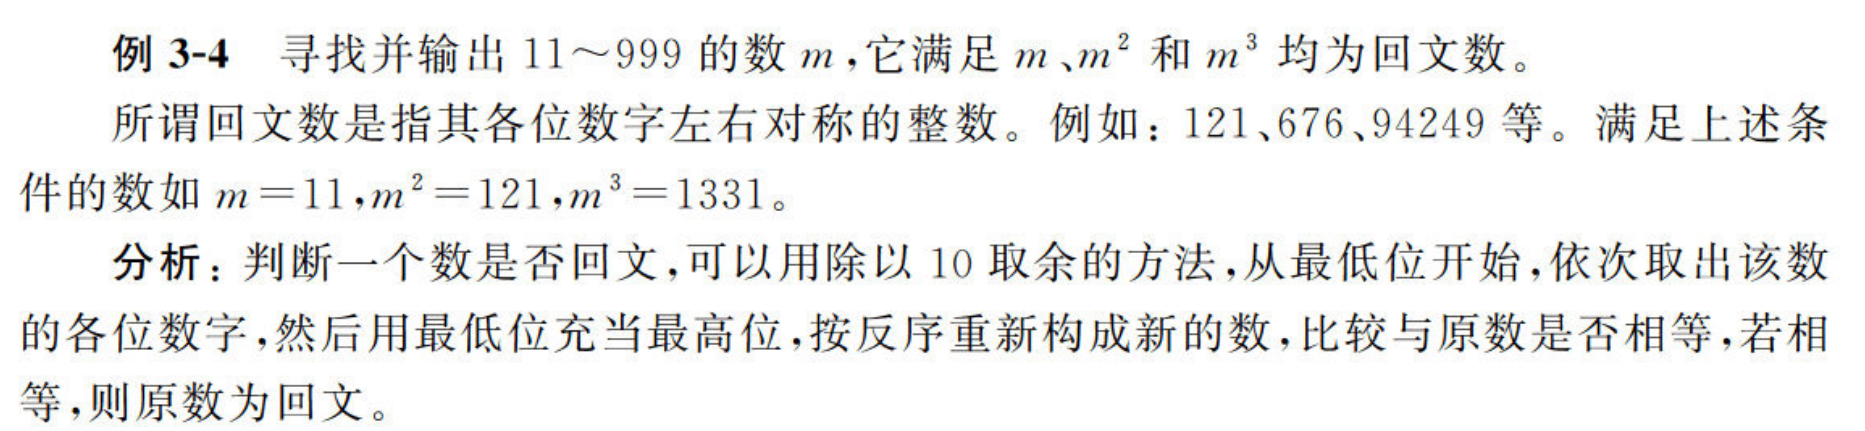 例 3-4 寻找并输出 11～999 的数 m,它满足 m、m² 和 m³ 均为回文数。
所谓回文数是指其各位数字左右对称的整数。例如：121、676、94249 等。满足上述条
件的数如 m=11,m²=121,m³=1331。
分析：判断一个数是否回文,可以用除以 10 取余的方法,从最低位开始,依次取出该数
的各位数字,然后用最低位充当最高位,按反序重新构成新的数,比较与原数是否相等,若相
等,则原数为回文。